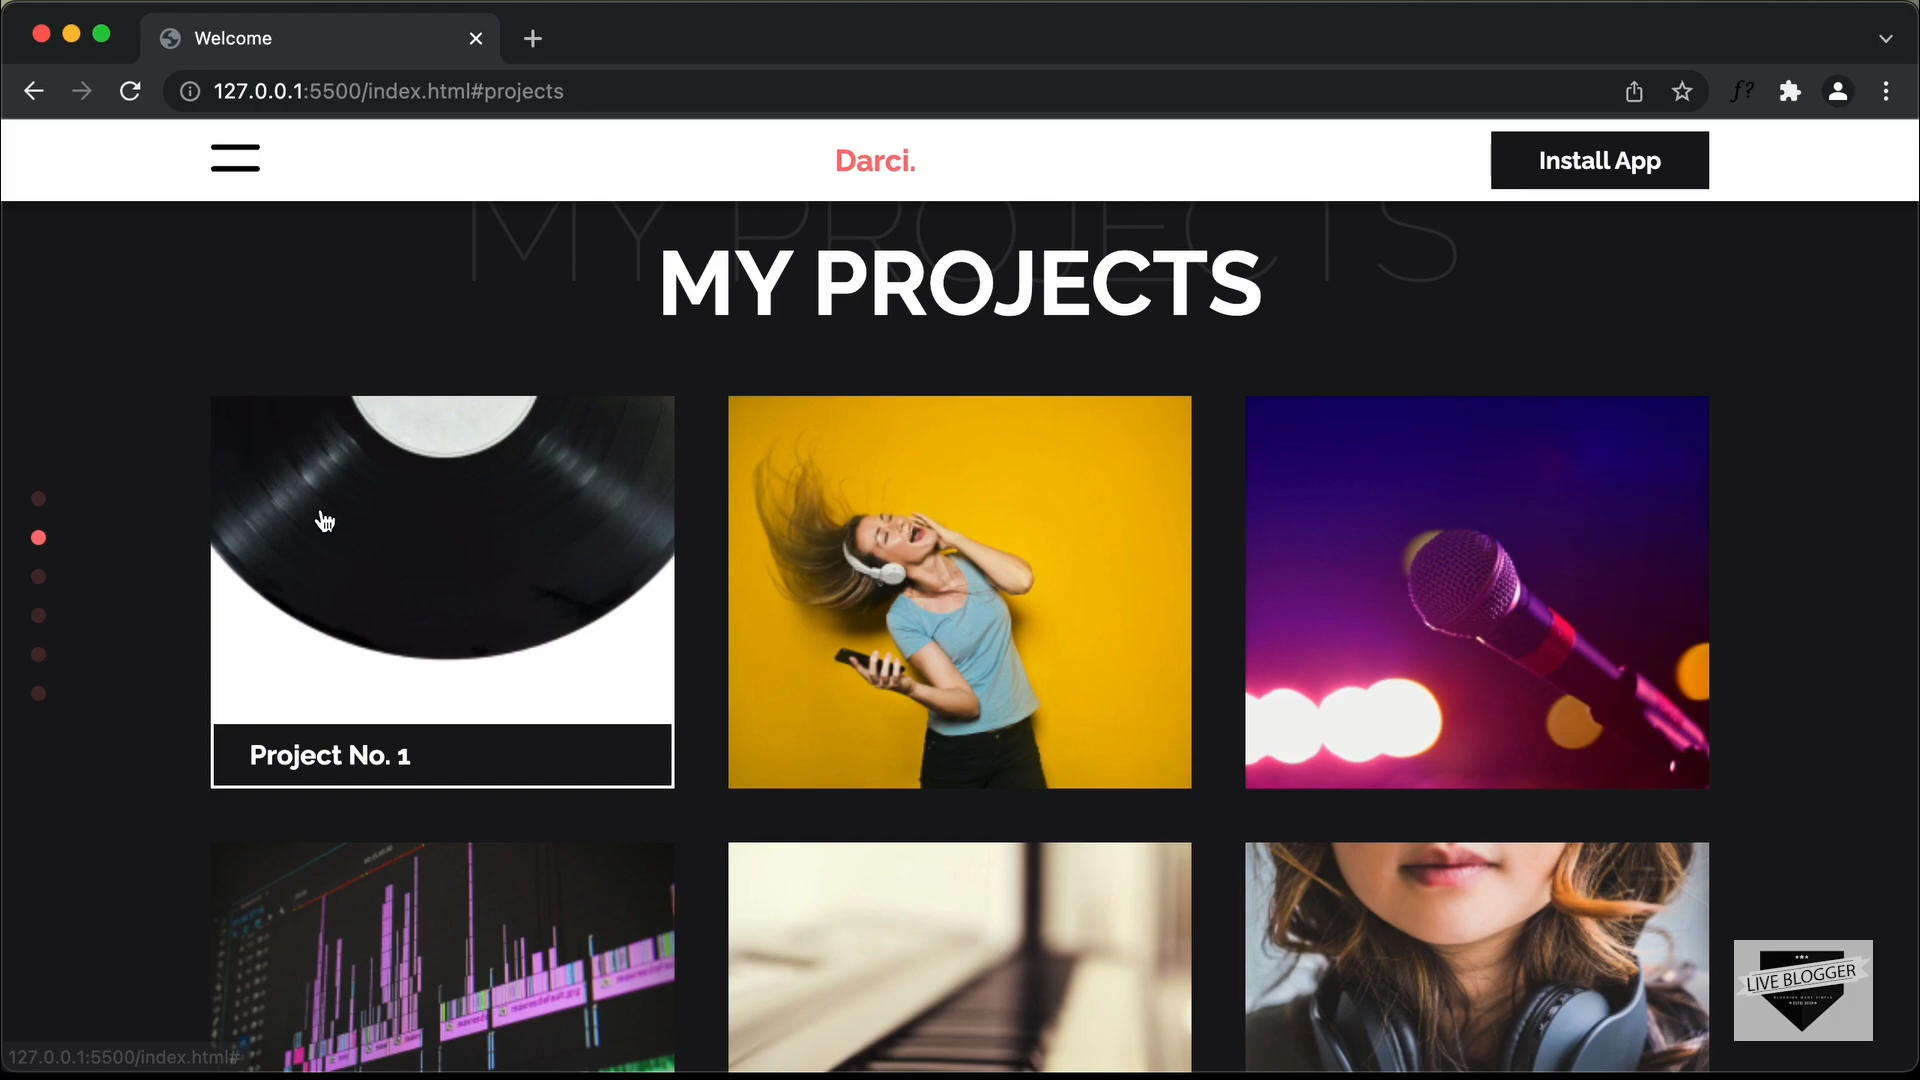 Welcome
127.0.0.1:5500/index.html#projects
f?
Darci.
Install App
MY PROJECTS
MY PROJECTS
Project No. 1
LIVE BLOGGER
127.0.0.1:5500/index.html#